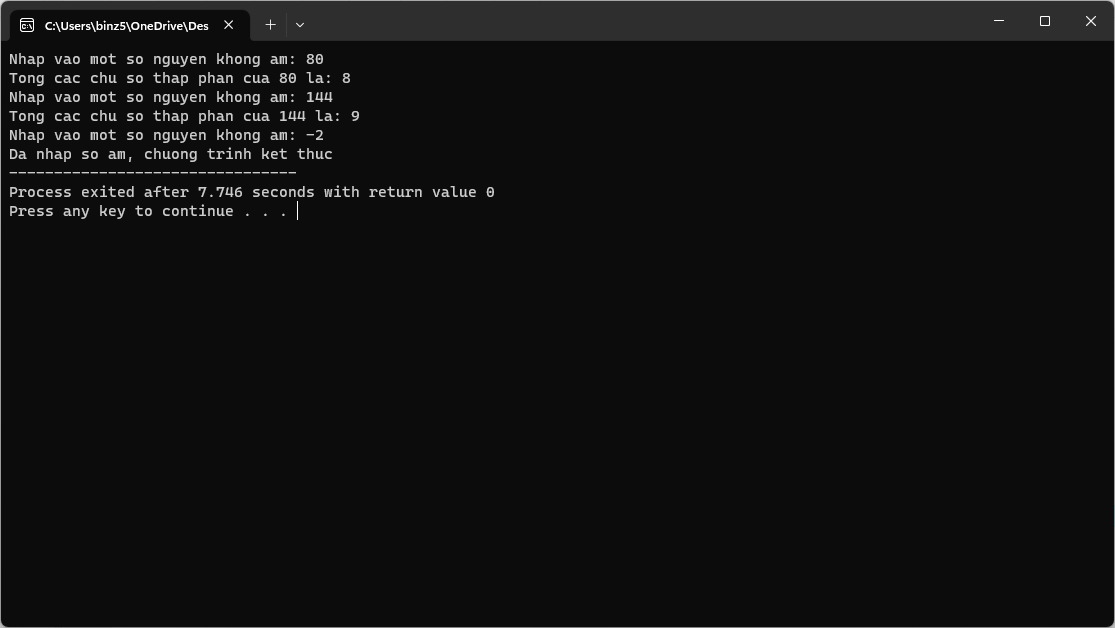 C:\Users\binz5\OneDrive\Des
Nhap vao mot so nguyen khong am: 80
Tong cac chu so thap phan cua 80 la: 8
Nhap vao mot so nguyen khong am: 144
Tong cac chu so thap phan cua 144 la: 9
Nhap vao mot so nguyen khong am: -2
Da nhap so am, chuong trinh ket thuc
--------------------------------
Process exited after 7.746 seconds with return value 0
Press any key to continue . . .